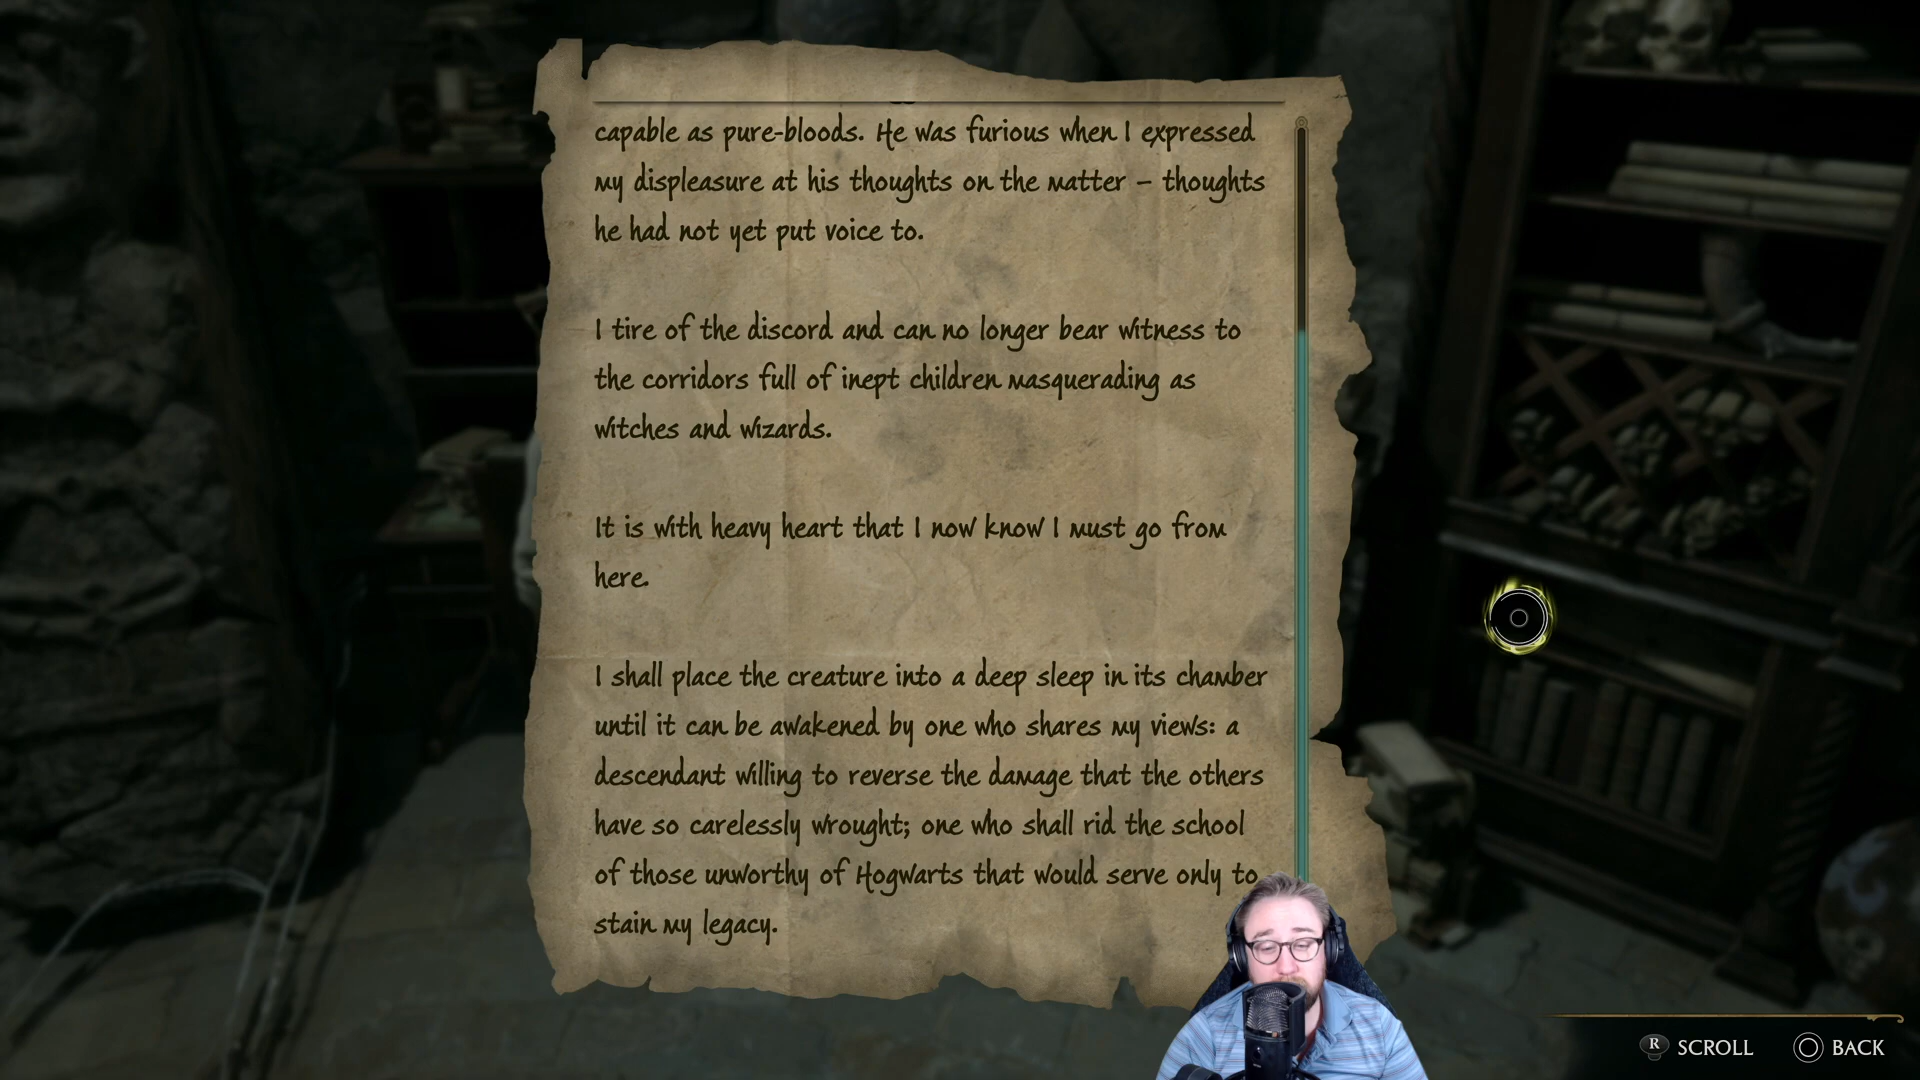 capable as pure-bloods. He was furious when I expressed
my displeasure at his thoughts on the matter – thoughts
he had not yet put voice to.
I tire of the discord and can no longer bear witness to
the corridors full of inept children masquerading as
witches and wizards.
It is with heavy heart that I now know I must go from
here.
I shall place the creature into a deep sleep in its chamber
until it can be awakened by one who shares my views: a
descendant willing to reverse the damage that the others
have so carelessly wrought; one who shall rid the school
of those unworthy of Hogwarts that would serve only to
stain my legacy.
R SCROLL BACK